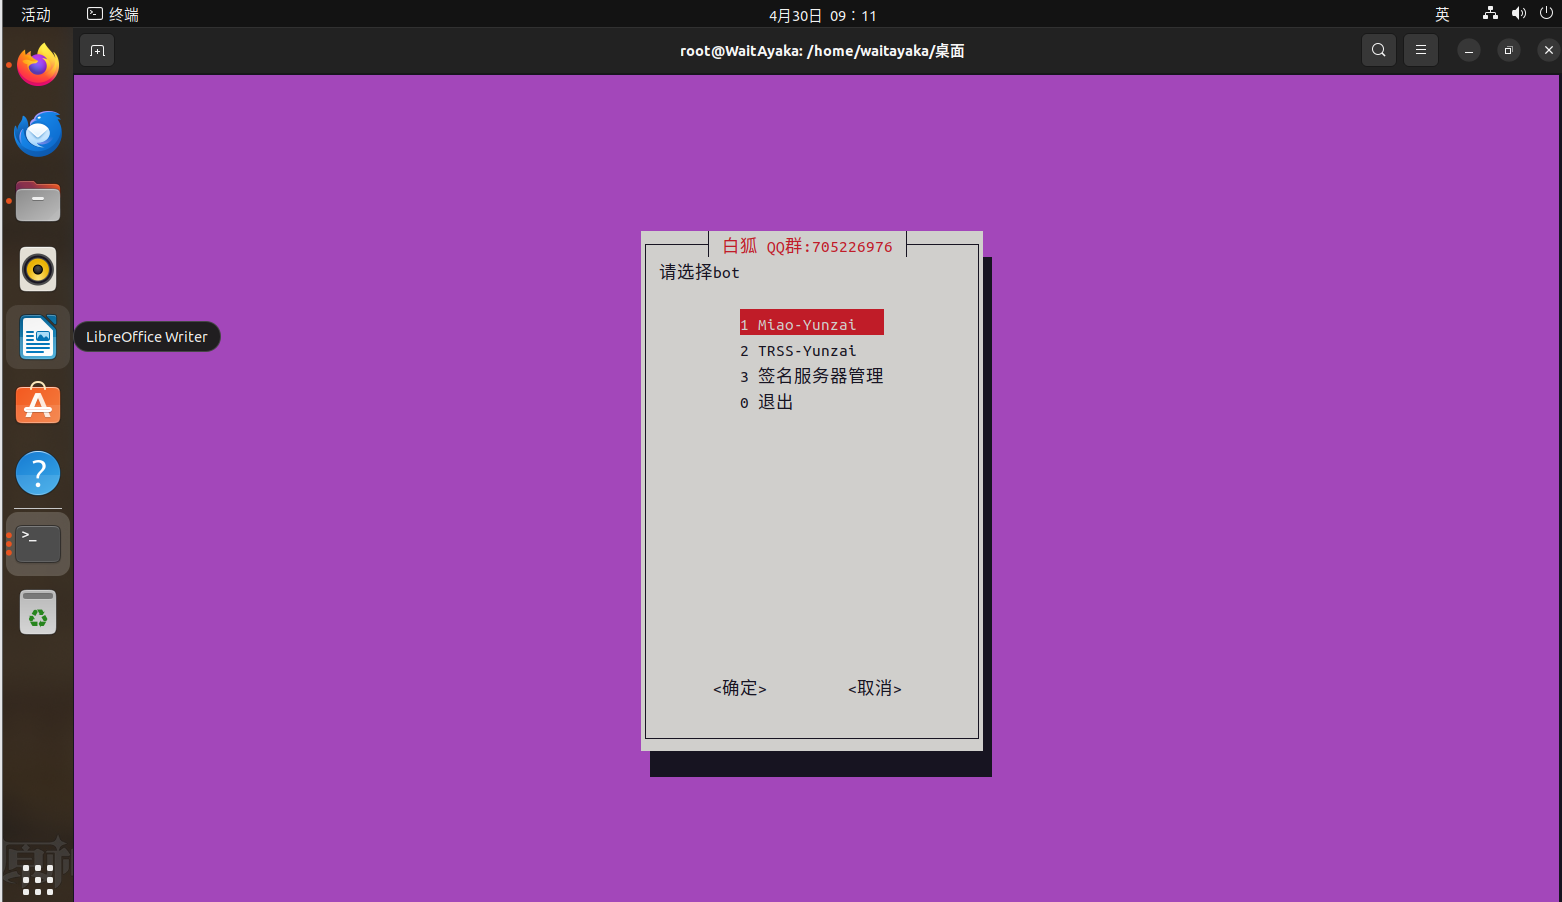 活动
终端
4月30日 09：11
英
root@WaitAyaka: /home/waitayaka/桌面
白狐 QQ群:705226976
请选择bot
1 Miao-Yunzai
LibreOffice Writer
2 TRSS-Yunzai
3 签名服务器管理
0 退出
<确定>
<取消>